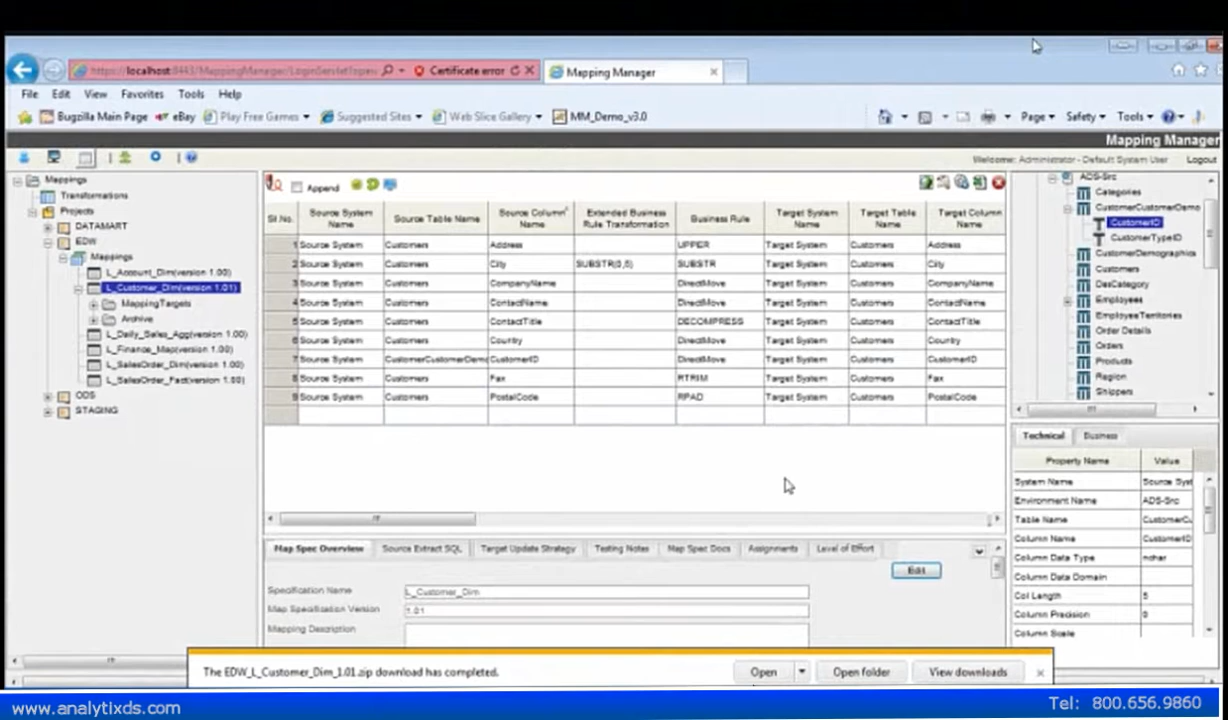 https://localhost:8443/MappingManager/LoginServlet?oper
Certificate error
Mapping Manager
File Edit View Favorites Tools Help
Bugzilla Main Page eBay Play Free Games Suggested Sites Web Slice Gallery MM_Demo_v3.0
Page Safety Tools
Mapping Manager
Welcome: Administrator - Default System User Logout
Mappings
Transformations
Projects
DATAMART
EDW
Mappings
L_Account_Dim(version 1.00)
L_Customer_Dim(version 1.01)
MappingTargets
Archive
L_Daily_Sales_Agg(version 1.00)
L_Finance_Map(version 1.00)
L_SalesOrder_Dim(version 1.00)
L_SalesOrder_Fact(version 1.00)
ODS
STAGING
Append
Sl.No. Source System Name Source Table Name Source Column Name Extended Business Rule Transformation Business Rule Target System Name Target Table Name Target Column Name
1 Source System Customers Address UPPER Target System Customers Address
2 Source System Customers City SUBSTR(0,5) SUBSTR Target System Customers City
3 Source System Customers CompanyName DirectMove Target System Customers CompanyName
4 Source System Customers ContactName DirectMove Target System Customers ContactName
5 Source System Customers ContactTitle DECOMPRESS Target System Customers ContactTitle
6 Source System Customers Country DirectMove Target System Customers Country
7 Source System CustomerCustomerDemo CustomerID DirectMove Target System Customers CustomerID
8 Source System Customers Fax RTRIM Target System Customers Fax
9 Source System Customers PostalCode RPAD Target System Customers PostalCode
ADS-Src
Categories
CustomerCustomerDemo
CustomerID
CustomerTypeID
CustomerDemographics
Customers
DesCategory
Employees
EmployeeTerritories
Order Details
Orders
Products
Region
Shippers
Technical Business
Property Name Value
System Name Source Syst
Environment Name ADS-Src
Table Name CustomerCu
Column Name CustomerID
Column Data Type nchar
Column Data Domain
Col Length 5
Column Precision 0
Column Scale
Map Spec Overview Source Extract SQL Target Update Strategy Testing Notes Map Spec Docs Assignments Level of Effort
Edit
Specification Name L_Customer_Dim
Map Specification Version 1.01
Mapping Description
The EDW_L_Customer_Dim_1.01.zip download has completed.
Open Open folder View downloads
www.analytixds.com
Tel: 800.656.9860